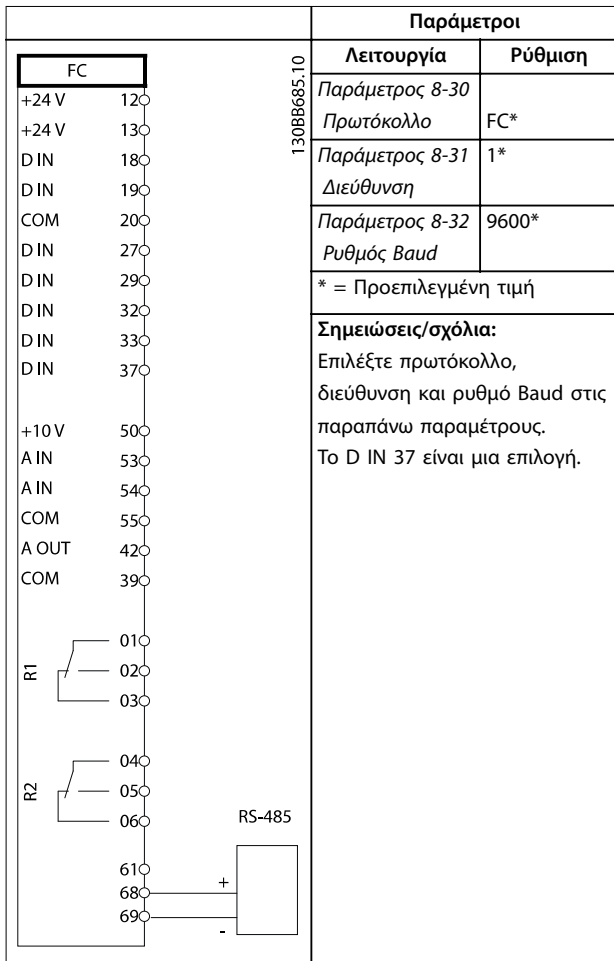 Παράμετροι
Λειτουργία Ρύθμιση
Παράμετρος 8-30
Πρωτόκολλο FC*
Παράμετρος 8-31 1*
Διεύθυνση
Παράμετρος 8-32 9600*
Ρυθμός Baud
* = Προεπιλεγμένη τιμή
Σημειώσεις/σχόλια:
Επιλέξτε πρωτόκολλο,
διεύθυνση και ρυθμό Baud στις
παραπάνω παραμέτρους.
Το D IN 37 είναι μια επιλογή.
130BB685.10
FC
+24 V 12
+24 V 13
D IN 18
D IN 19
COM 20
D IN 27
D IN 29
D IN 32
D IN 33
D IN 37
+10 V 50
A IN 53
A IN 54
COM 55
A OUT 42
COM 39
R1
01
02
03
R2
04
05
06
RS-485
61
68 +
69 -